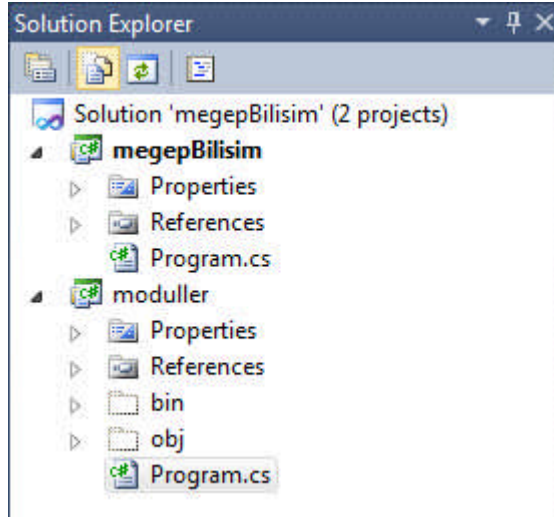 Solution Explorer
Solution 'megepBilisim' (2 projects)
megepBilisim
Properties
References
Program.cs
moduller
Properties
References
bin
obj
Program.cs